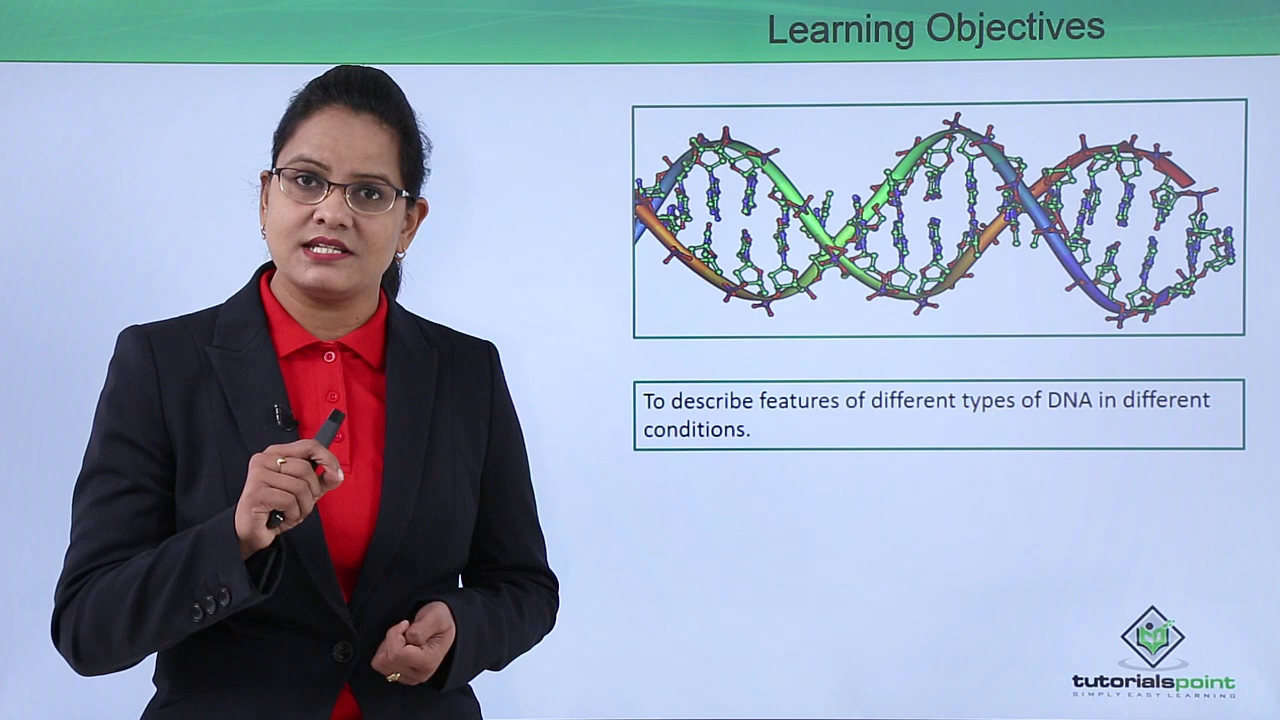 Learning Objectives
To describe features of different types of DNA in different
conditions.
tutorialspoint
SIMPLY EASY LEARNING